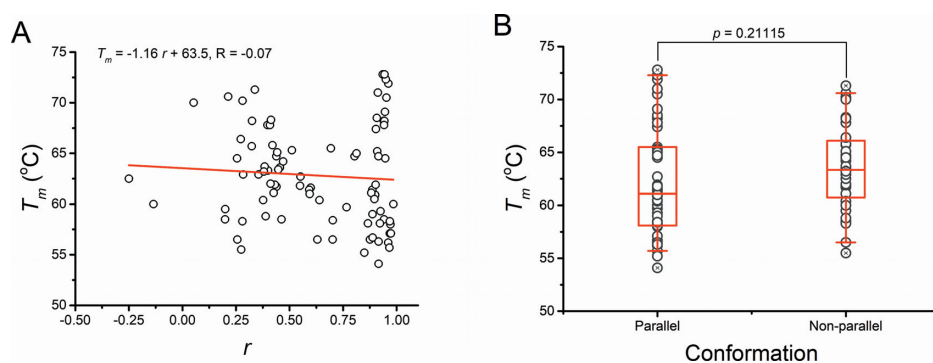 A
Tm = -1.16 r + 63.5, R = -0.07
75
70
65
60
55
50
Tm (°C)
-0.50 -0.25 0.00 0.25 0.50 0.75 1.00
r
B
p = 0.21115
75
70
65
60
55
50
Tm (°C)
Parallel Non-parallel
Conformation